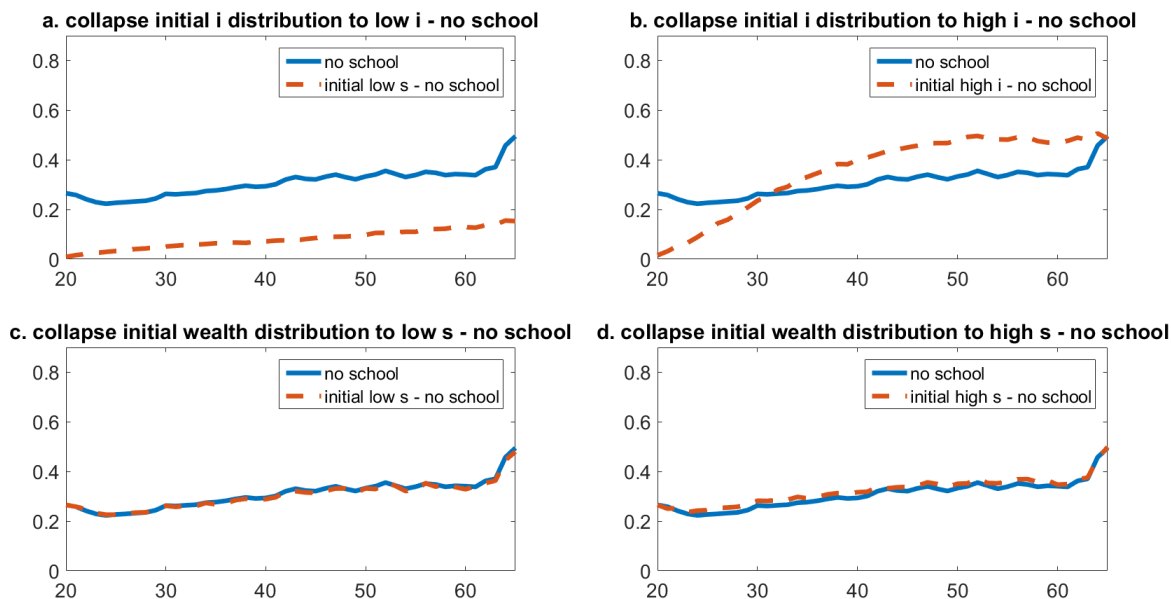 a. collapse initial i distribution to low i - no school
no school
initial low s - no school
0.8
0.6
0.4
0.2
0
20 30 40 50 60
b. collapse initial i distribution to high i - no school
no school
initial high i - no school
0.8
0.6
0.4
0.2
0
20 30 40 50 60
c. collapse initial wealth distribution to low s - no school
no school
initial low s - no school
0.8
0.6
0.4
0.2
0
20 30 40 50 60
d. collapse initial wealth distribution to high s - no school
no school
initial high s - no school
0.8
0.6
0.4
0.2
0
20 30 40 50 60